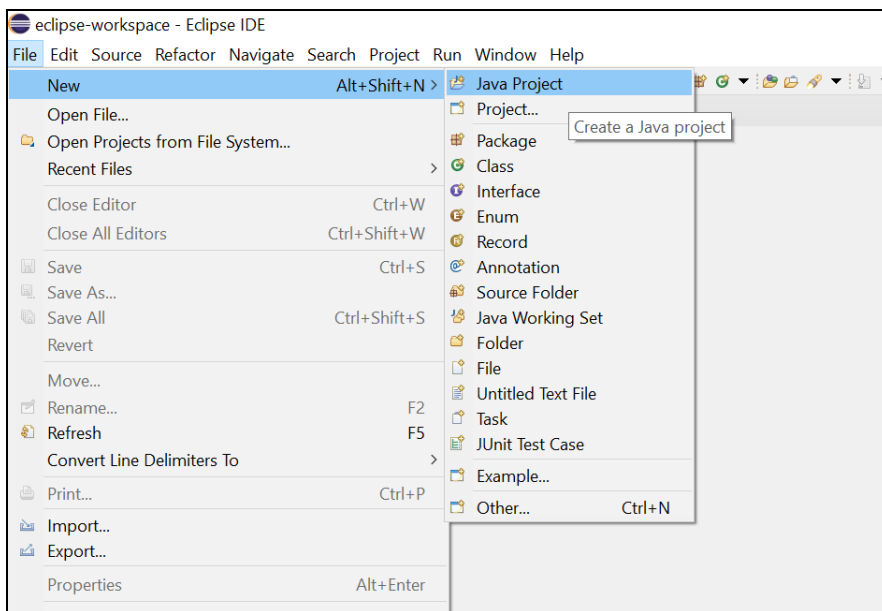 eclipse-workspace - Eclipse IDE
File Edit Source Refactor Navigate Search Project Run Window Help
New Alt+Shift+N >
Open File...
Open Projects from File System...
Recent Files >
Close Editor Ctrl+W
Close All Editors Ctrl+Shift+W
Save Ctrl+S
Save As...
Save All Ctrl+Shift+S
Revert
Move...
Rename... F2
Refresh F5
Convert Line Delimiters To >
Print... Ctrl+P
Import...
Export...
Properties Alt+Enter
Java Project
Project...
Create a Java project
Package
Class
Interface
Enum
Record
Annotation
Source Folder
Java Working Set
Folder
File
Untitled Text File
Task
JUnit Test Case
Example...
Other... Ctrl+N